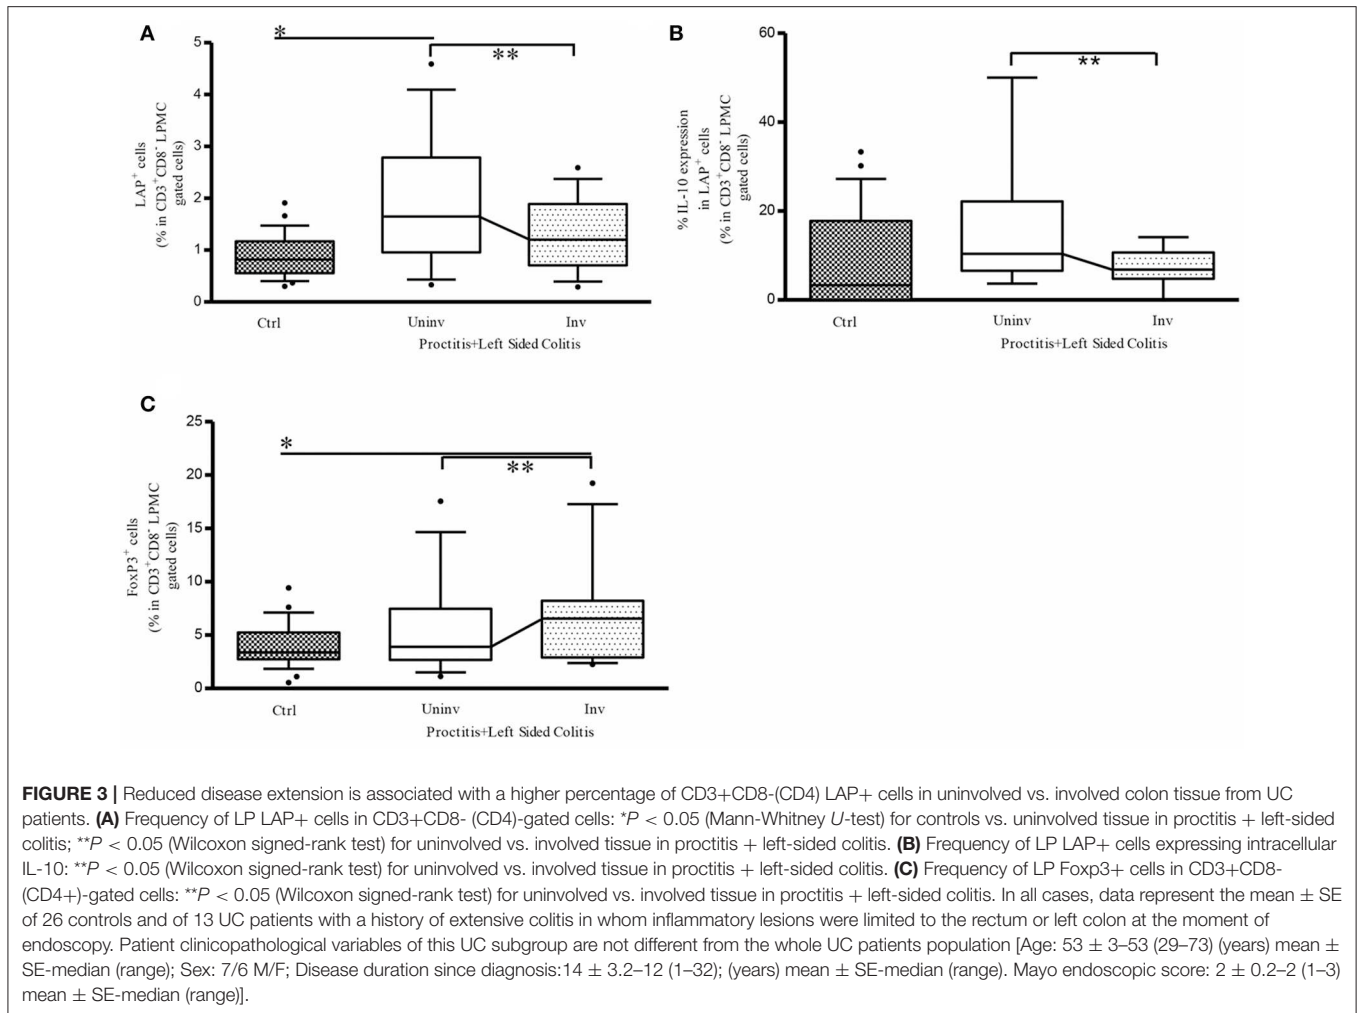 A
B
*
**
5
4
3
2
1
0
LAP+ cells
(% in CD3+CD8- LPMC
gated cells)
Ctrl
Uninv
Inv
Proctitis+Left Sided Colitis
**
60
40
20
0
% IL-10 expression
in LAP+ cells
(% in CD3+CD8- LPMC
gated cells)
Ctrl
Uninv
Inv
Proctitis+Left Sided Colitis
C
*
**
25
20
15
10
5
0
FoxP3+ cells
(% in CD3+CD8- LPMC
gated cells)
Ctrl
Uninv
Inv
Proctitis+Left Sided Colitis
FIGURE 3 | Reduced disease extension is associated with a higher percentage of CD3+CD8-(CD4) LAP+ cells in uninvolved vs. involved colon tissue from UC
patients. (A) Frequency of LP LAP+ cells in CD3+CD8- (CD4)-gated cells: *P < 0.05 (Mann-Whitney U-test) for controls vs. uninvolved tissue in proctitis + left-sided
colitis; **P < 0.05 (Wilcoxon signed-rank test) for uninvolved vs. involved tissue in proctitis + left-sided colitis. (B) Frequency of LP LAP+ cells expressing intracellular
IL-10: **P < 0.05 (Wilcoxon signed-rank test) for uninvolved vs. involved tissue in proctitis + left-sided colitis. (C) Frequency of LP Foxp3+ cells in CD3+CD8-
(CD4+)-gated cells: **P < 0.05 (Wilcoxon signed-rank test) for uninvolved vs. involved tissue in proctitis + left-sided colitis. In all cases, data represent the mean ± SE
of 26 controls and of 13 UC patients with a history of extensive colitis in whom inflammatory lesions were limited to the rectum or left colon at the moment of
endoscopy. Patient clinicopathological variables of this UC subgroup are not different from the whole UC patients population [Age: 53 ± 3–53 (29–73) (years) mean ±
SE-median (range); Sex: 7/6 M/F; Disease duration since diagnosis:14 ± 3.2–12 (1–32); (years) mean ± SE-median (range). Mayo endoscopic score: 2 ± 0.2–2 (1–3)
mean ± SE-median (range)].